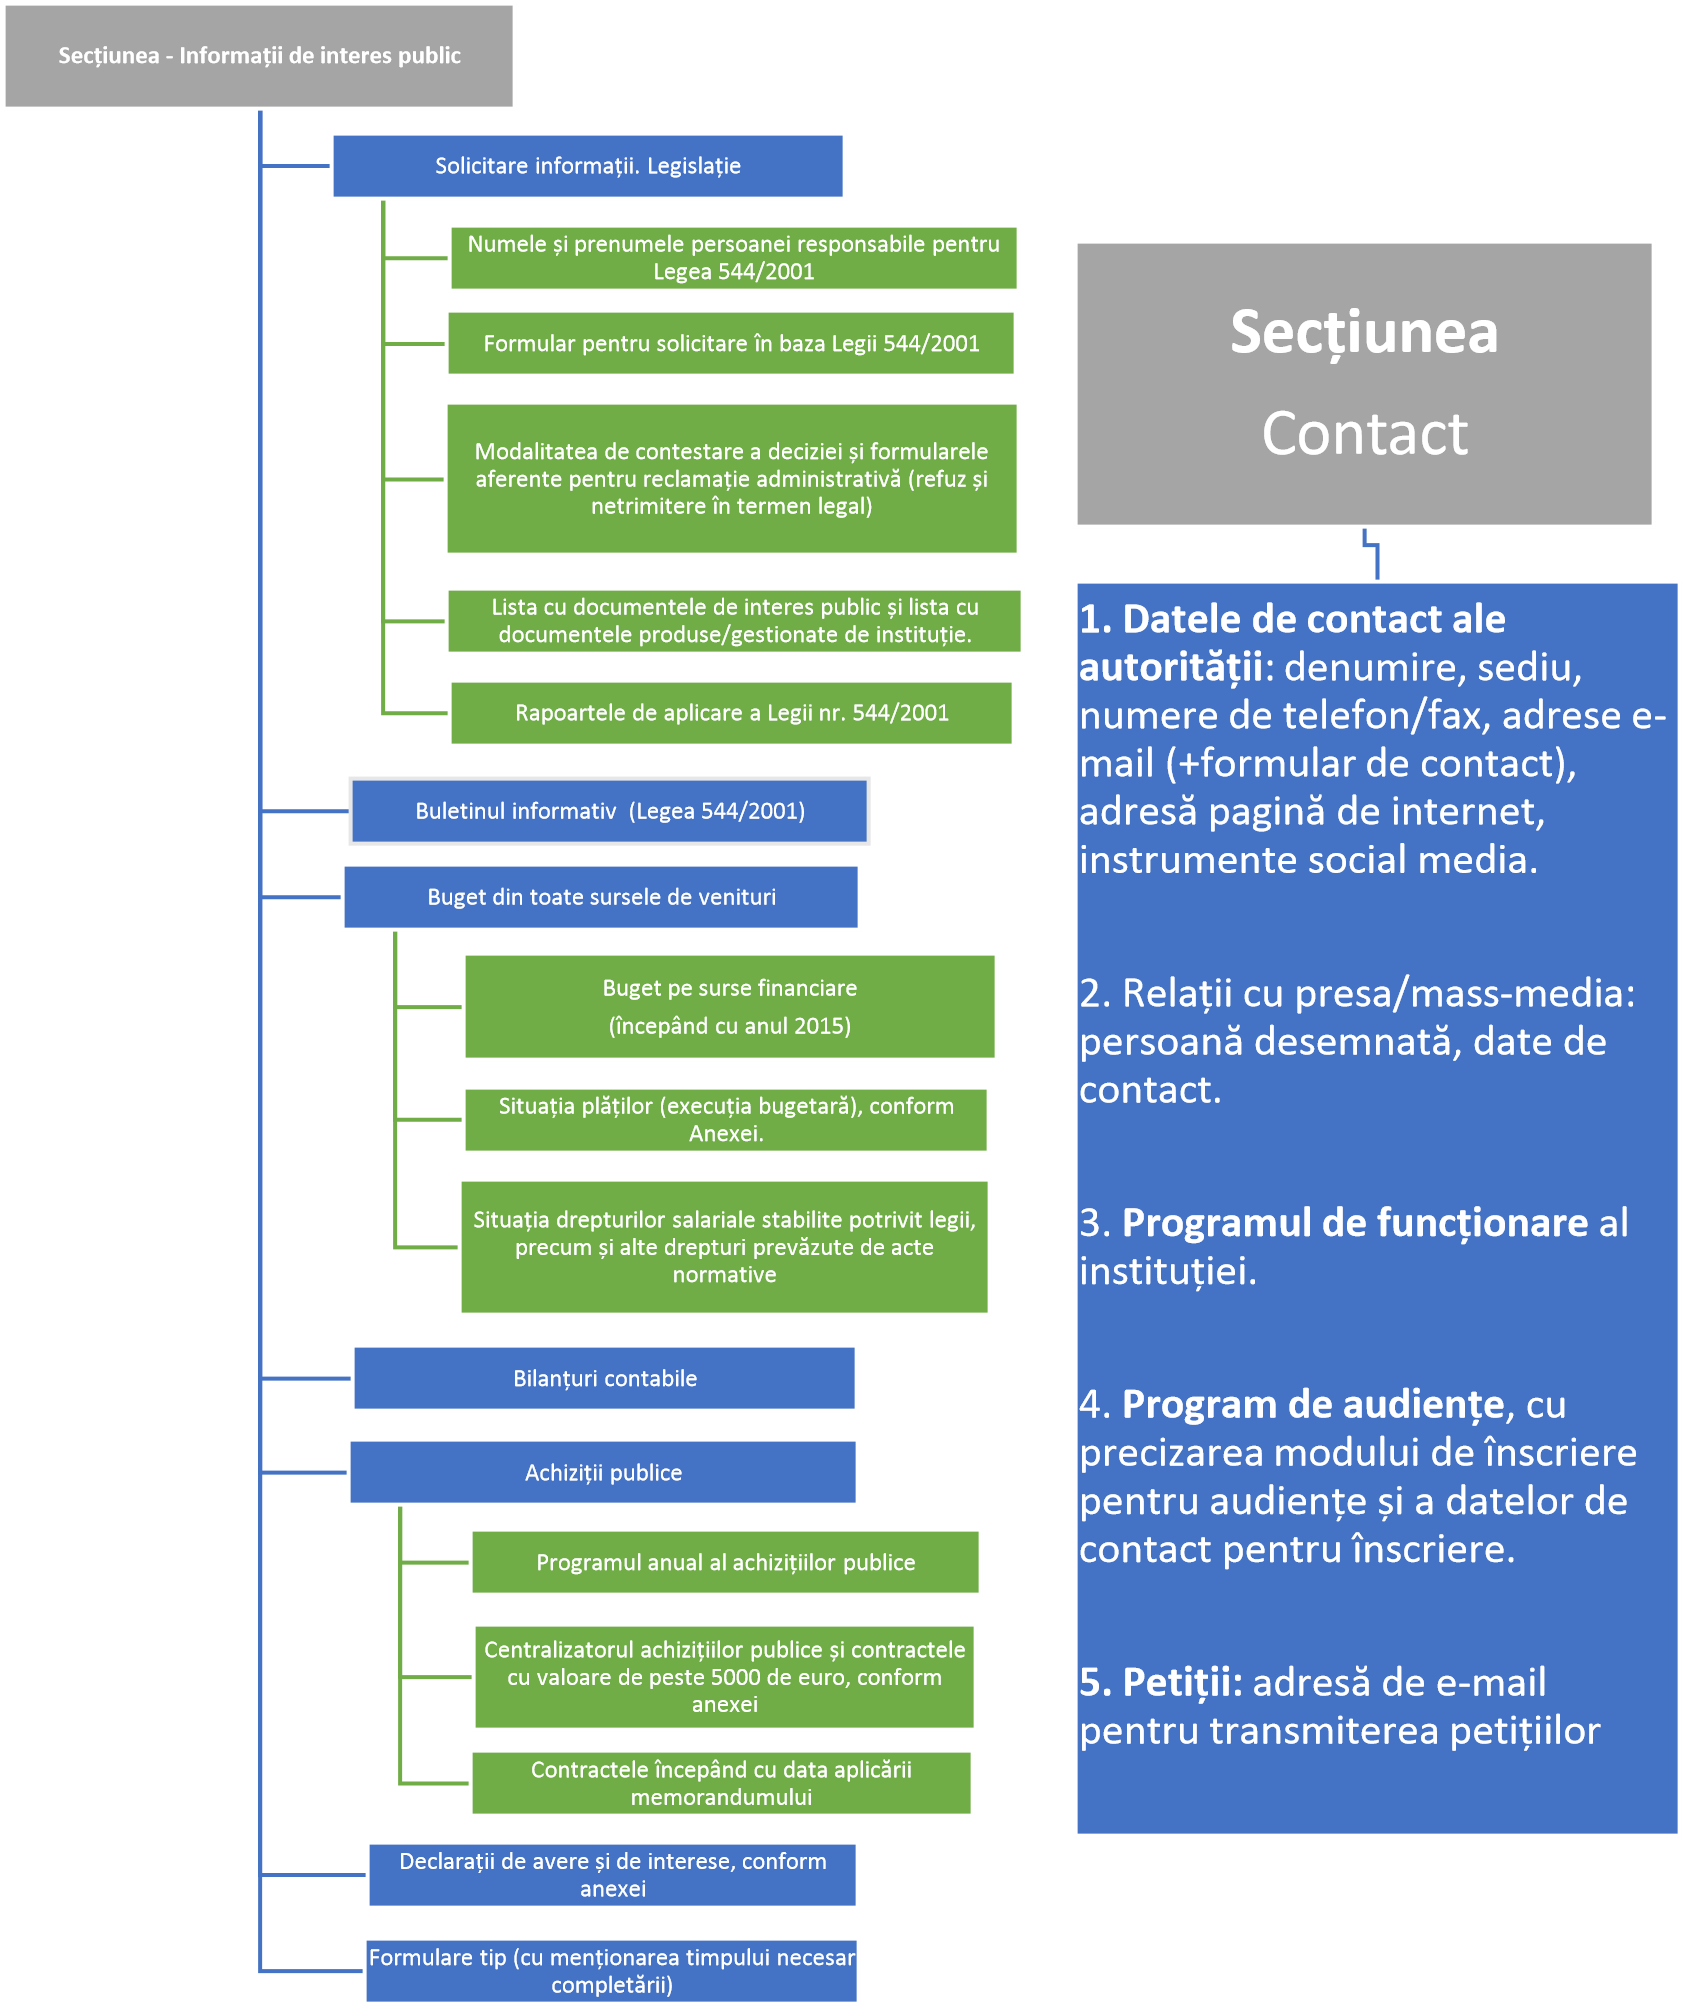 Secțiunea - Informații de interes public
Solicitare informații. Legislație
Numele și prenumele persoanei responsabile pentru
Legea 544/2001
Formular pentru solicitare în baza Legii 544/2001
Modalitatea de contestare a deciziei și formularele
aferente pentru reclamație administrativă (refuz și
netrimitere în termen legal)
Lista cu documentele de interes public și lista cu
documentele produse/gestionate de instituție.
Rapoartele de aplicare a Legii nr. 544/2001
Buletinul informativ  (Legea 544/2001)
Buget din toate sursele de venituri
Buget pe surse financiare
(începând cu anul 2015)
Situația plăților (execuția bugetară), conform
Anexei.
Situația drepturilor salariale stabilite potrivit legii,
precum și alte drepturi prevăzute de acte
normative
Bilanțuri contabile
Achiziții publice
Programul anual al achizițiilor publice
Centralizatorul achizițiilor publice și contractele
cu valoare de peste 5000 de euro, conform
anexei
Contractele începând cu data aplicării
memorandumului
Declarații de avere și de interese, conform
anexei
Formulare tip (cu menționarea timpului necesar
completării)
Secțiunea
Contact
1. Datele de contact ale
autorității: denumire, sediu,
numere de telefon/fax, adrese e-
mail (+formular de contact),
adresă pagină de internet,
instrumente social media.
2. Relații cu presa/mass-media:
persoană desemnată, date de
contact.
3. Programul de funcționare al
instituției.
4. Program de audiențe, cu
precizarea modului de înscriere
pentru audiențe și a datelor de
contact pentru înscriere.
5. Petiții: adresă de e-mail
pentru transmiterea petițiilor